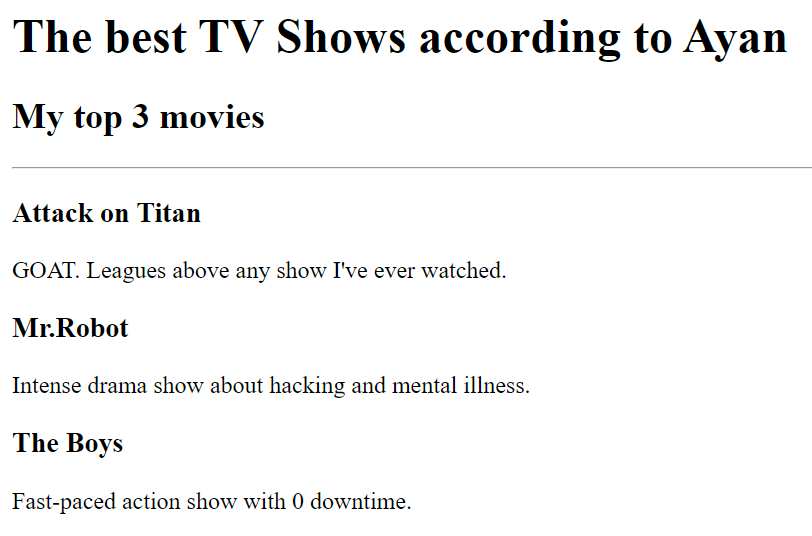 The best TV Shows according to Ayan
My top 3 movies
Attack on Titan
GOAT. Leagues above any show I've ever watched.
Mr.Robot
Intense drama show about hacking and mental illness.
The Boys
Fast-paced action show with 0 downtime.